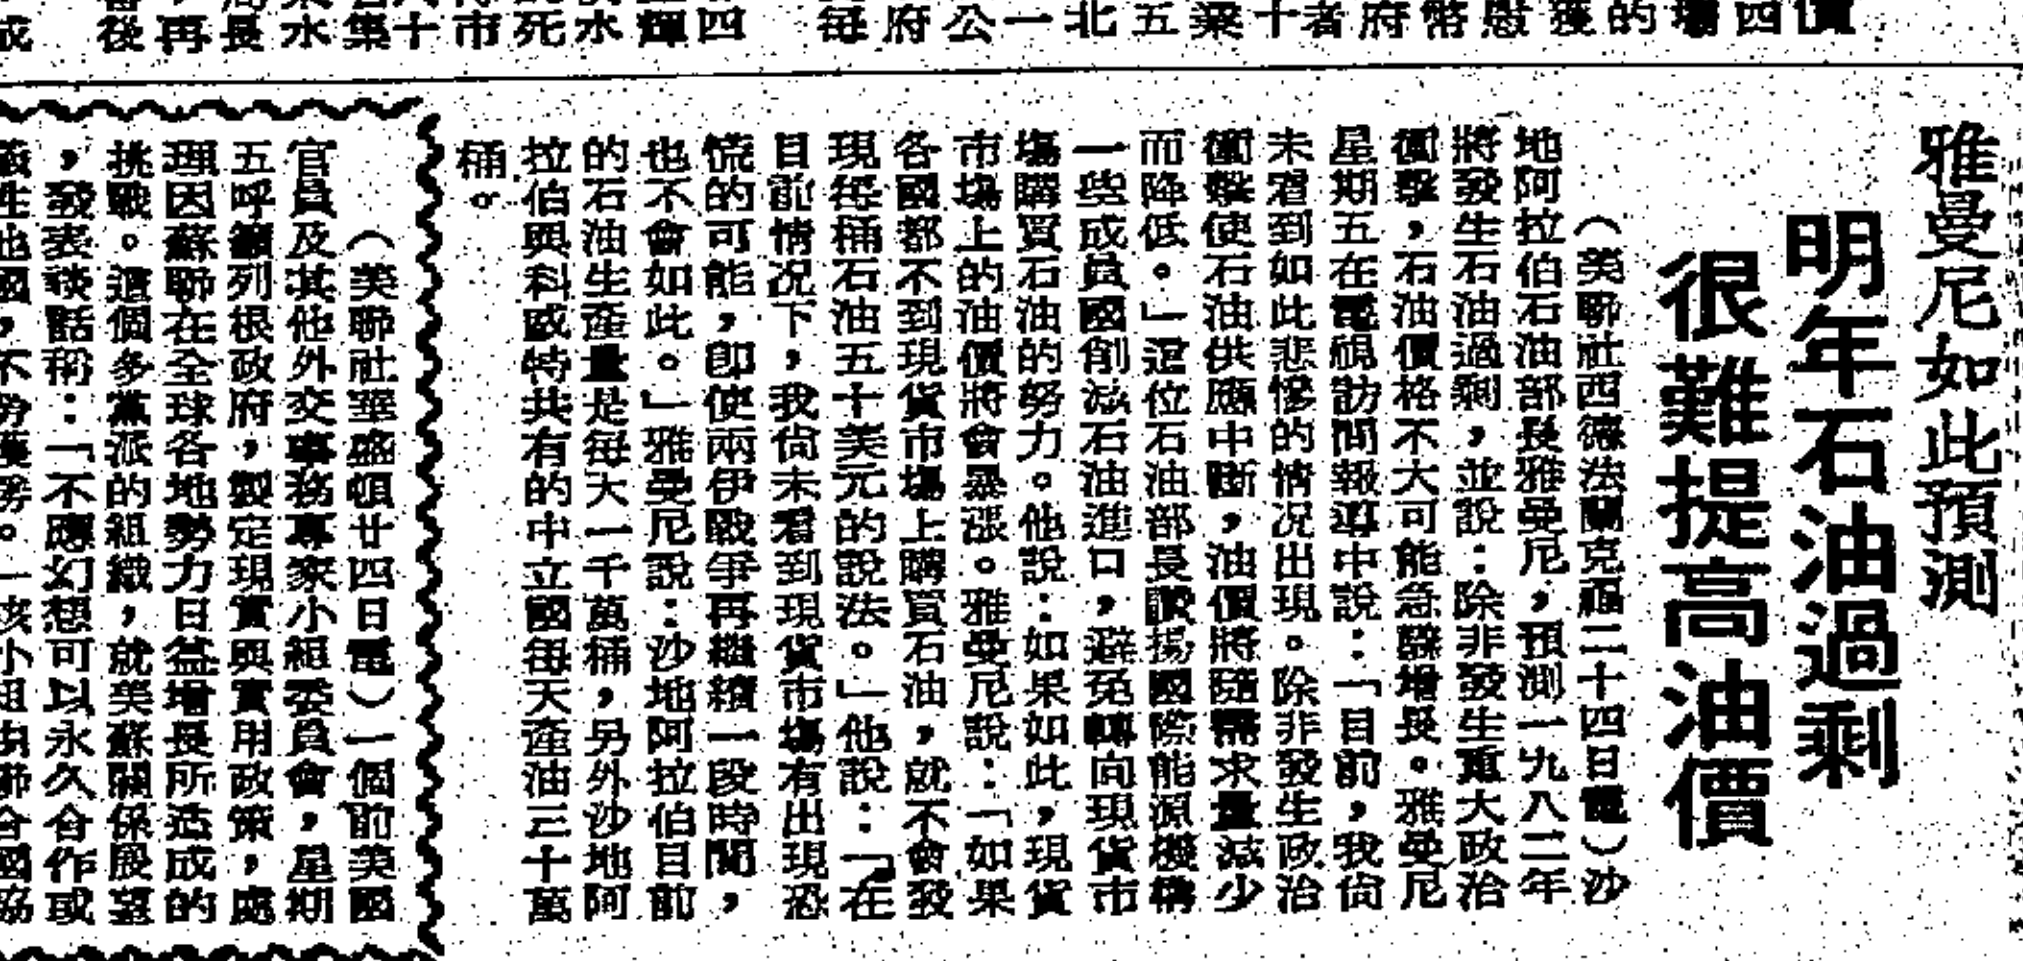 雅曼尼如此預測
明年石油過剩
很難提高油價
（美聯社西德法蘭克福二十四日電）沙
地阿拉伯石油部長雅曼尼，預測一九八二年
將發生石油過剩，並說：除非發生重大政治
衝擊，石油價格不大可能急驟增長。雅曼尼
星期五在電視訪問報導中說：「目前，我尙
未看到如此悲慘的情况出現。除非發生政治
衝擊使石油供應中斷，油價將隨需求量減少
而降低。」這位石油部長讚揚國際能源機構
一些成員國削減石油進口，避免轉向現貨市
塲購買石油的努力。他說：如果如此，現貨
市塲上的油價將會暴漲。雅曼尼說：「如果
各國都不到現貨市塲上購買石油，就不會發
現每桶石油五十美元的說法。」他說：「在
目前情况下，我尙未看到現貨市塲有出現恐
慌的可能，卽使兩伊戰爭再繼續一段時間，
也不會如此。」雅曼尼說：沙地阿拉伯目前
的石油生產量是每天一千萬桶，另外沙地阿
拉伯與科威特共有的中立國每天產油三十萬
桶。
（美聯社華盛頓廿四日電）一個前美國
官員及其他外交事務專家小組委員會，星期
五呼籲列根政府，製定現實與實用政策，處
理因蘇聯在全球各地勢力日益增長所造成的
挑戰。這個多黨派的組織，就美蘇關係展望
，發表談話稱：「不應幻想可以永久合作或